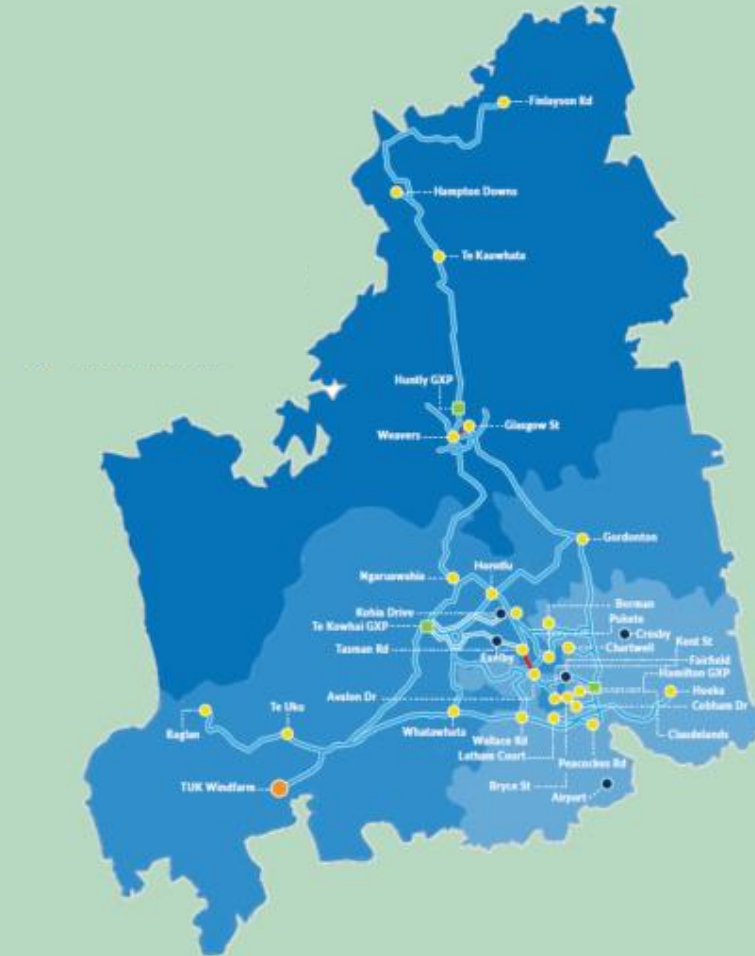 Finlayson Rd
Hampton Downs
Te Kauwhata
Huntly GXP
Glasgow St
Weavers
Gordonton
Ngaruawahia
Horotiu
Kohia Drive
Borman
Te Kowhai GXP
Pukete
Crosby
Tasman Rd
Kent St
Chartwell
Exelby
Fairfield
Hamilton GXP
Avalon Dr
Hoeka
Te Uku
Cobham Dr
Raglan
Whatawhata
Wallace Rd
Claudelands
Latham Court
Peacockes Rd
TUK Windfarm
Bryce St
Airport